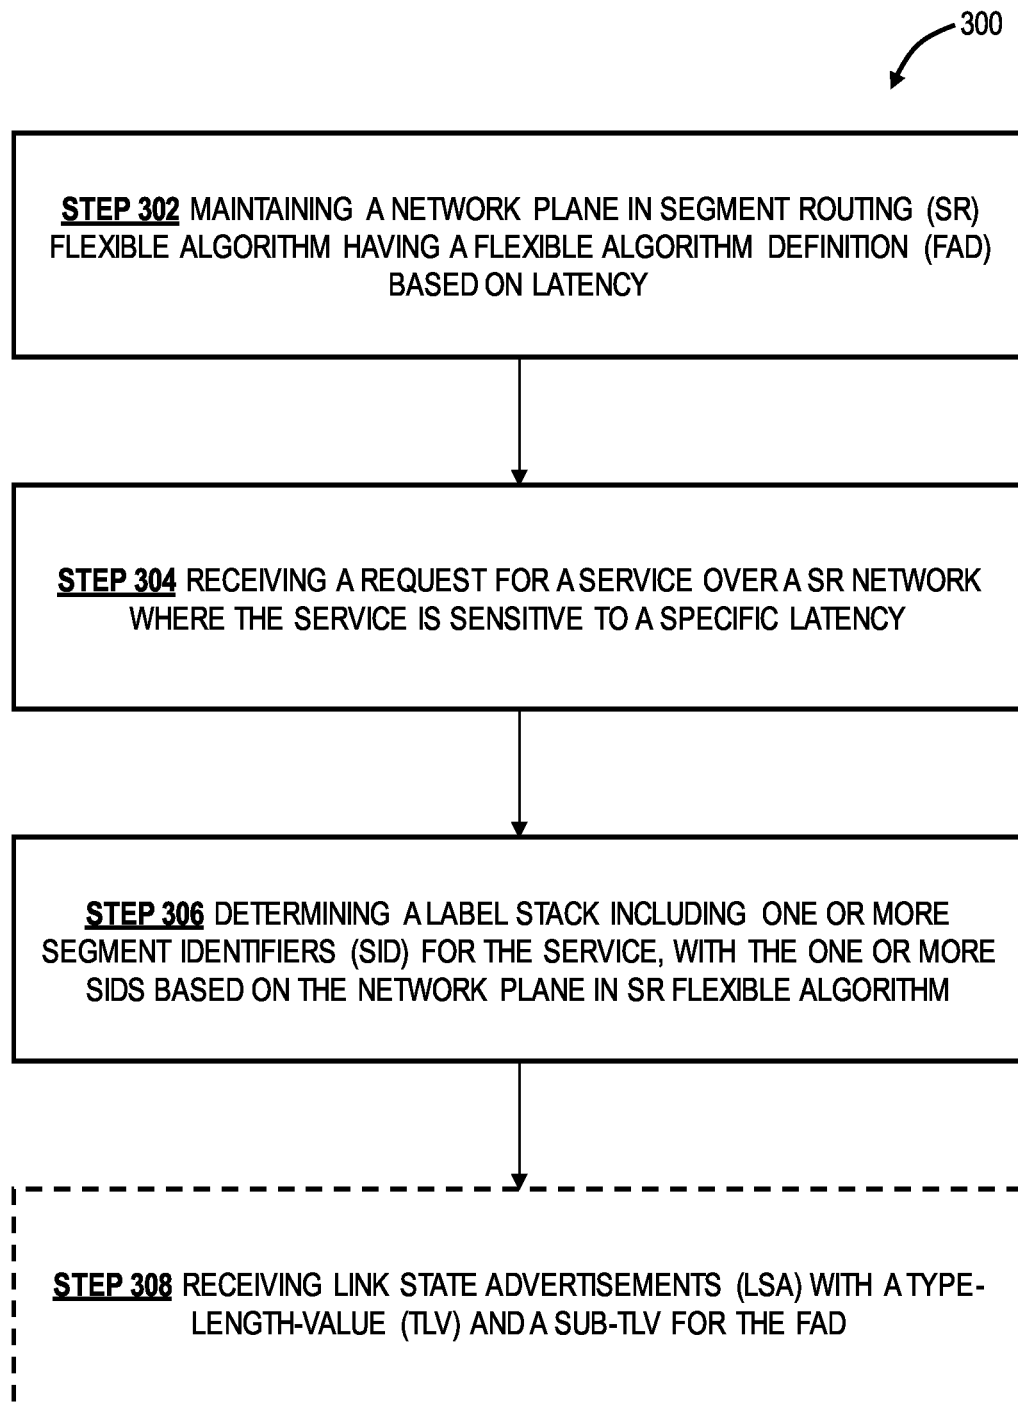 300
STEP 302 MAINTAINING A NETWORK PLANE IN SEGMENT ROUTING (SR)
FLEXIBLE ALGORITHM HAVING A FLEXIBLE ALGORITHM DEFINITION (FAD)
BASED ON LATENCY
STEP 304 RECEIVING A REQUEST FOR A SERVICE OVER A SR NETWORK
WHERE THE SERVICE IS SENSITIVE TO A SPECIFIC LATENCY
STEP 306 DETERMINING A LABEL STACK INCLUDING ONE OR MORE
SEGMENT IDENTIFIERS (SID) FOR THE SERVICE, WITH THE ONE OR MORE
SIDS BASED ON THE NETWORK PLANE IN SR FLEXIBLE ALGORITHM
STEP 308 RECEIVING LINK STATE ADVERTISEMENTS (LSA) WITH A TYPE-
LENGTH-VALUE (TLV) AND A SUB-TLV FOR THE FAD